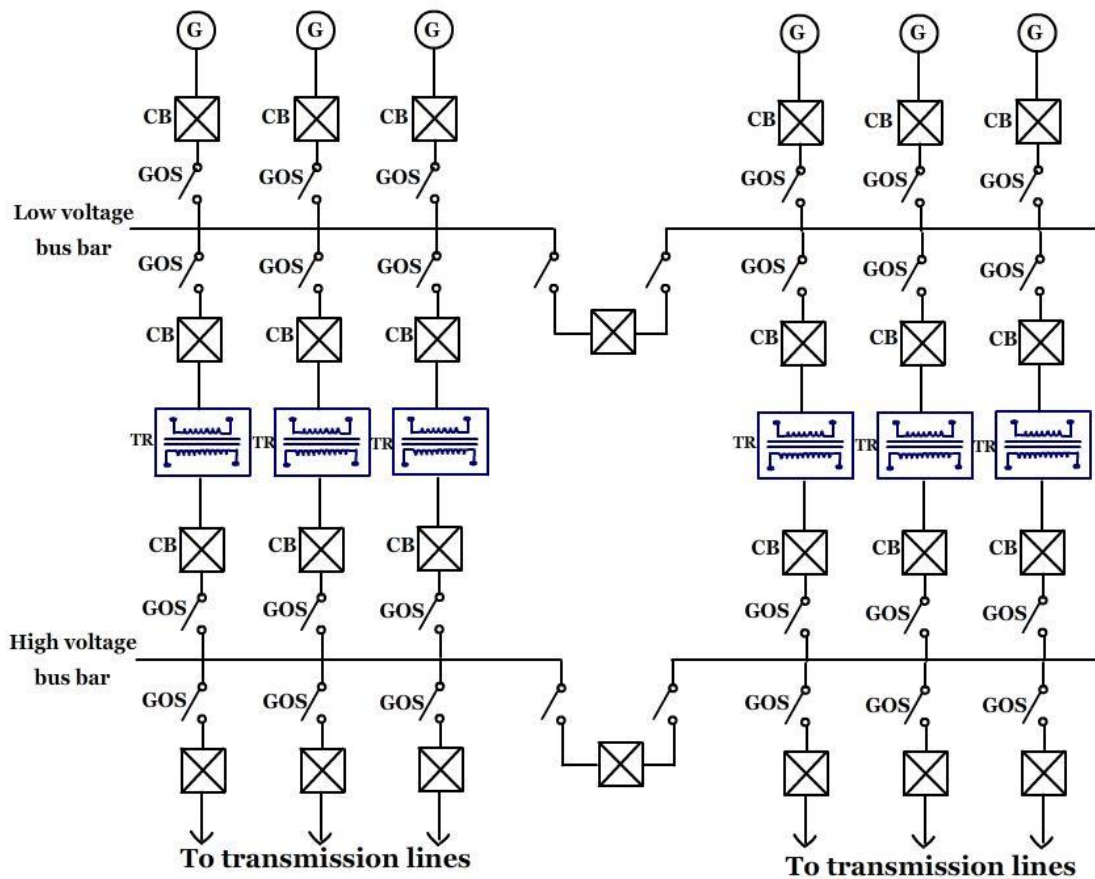 G G G G G G
CB CB CB CB CB CB
GOS GOS GOS GOS GOS GOS
Low voltage
bus bar
GOS GOS GOS GOS GOS GOS
CB CB CB CB CB CB
TR TR TR TR TR TR
CB CB CB CB CB CB
GOS GOS GOS GOS GOS GOS
High voltage
bus bar
GOS GOS GOS GOS GOS GOS
To transmission lines
To transmission lines